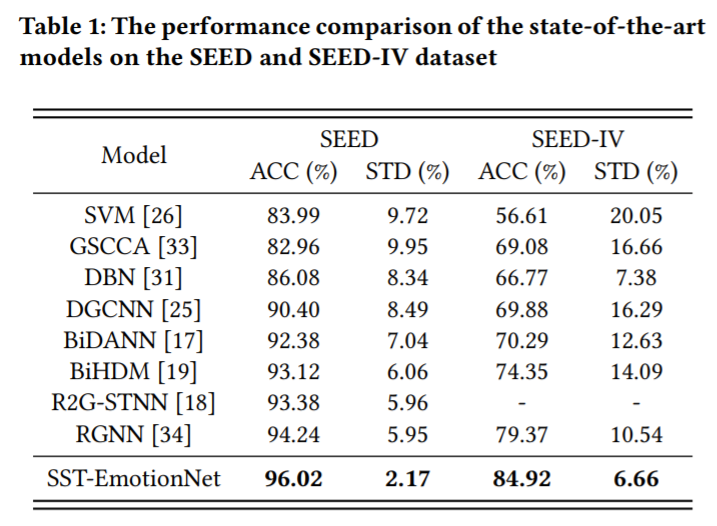 Table 1: The performance comparison of the state-of-the-art
models on the SEED and SEED-IV dataset
Model SEED SEED-IV
ACC (%) STD (%) ACC (%) STD (%)
SVM [26] 83.99 9.72 56.61 20.05
GSCCA [33] 82.96 9.95 69.08 16.66
DBN [31] 86.08 8.34 66.77 7.38
DGCNN [25] 90.40 8.49 69.88 16.29
BiDANN [17] 92.38 7.04 70.29 12.63
BiHDM [19] 93.12 6.06 74.35 14.09
R2G-STNN [18] 93.38 5.96 - -
RGNN [34] 94.24 5.95 79.37 10.54
SST-EmotionNet 96.02 2.17 84.92 6.66